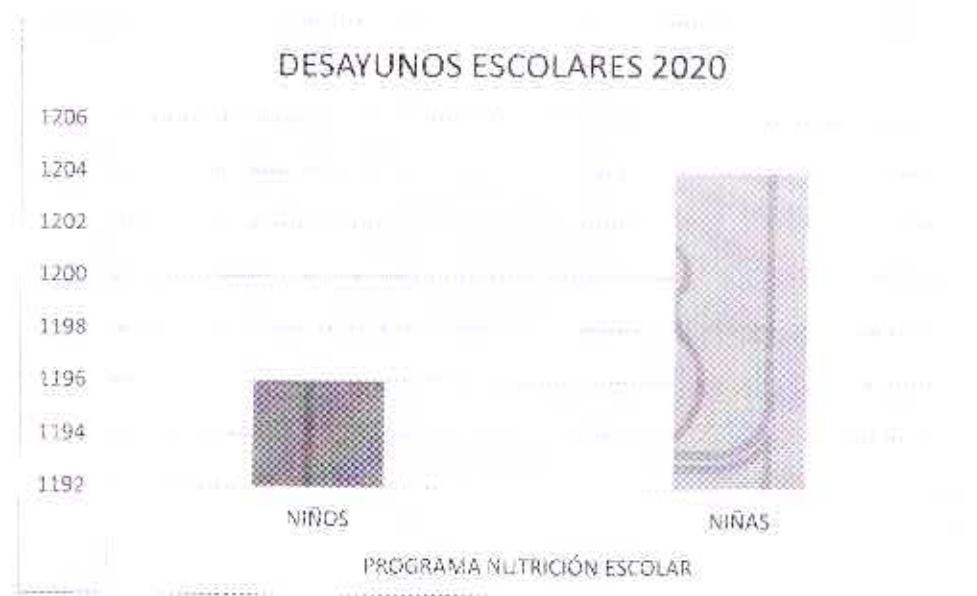 DESAYUNOS ESCOLARES 2020
1206
1204
1202
1200
1198
1196
1194
1192
NIÑOS
NIÑAS
PROGRAMA NUTRICIÓN ESCOLAR